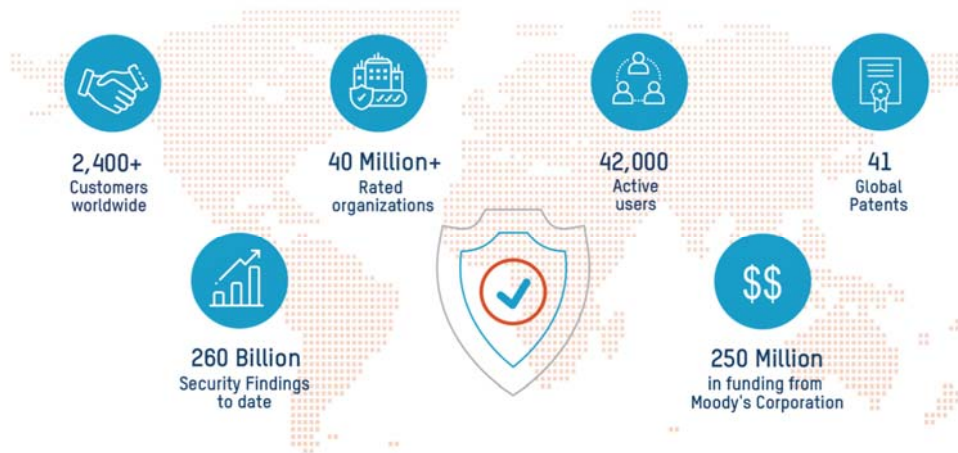 2,400+
Customers
worldwide
40 Million+
Rated
organizations
42,000
Active
users
41
Global
Patents
260 Billion
Security Findings
to date
$$
250 Million
in funding from
Moody's Corporation